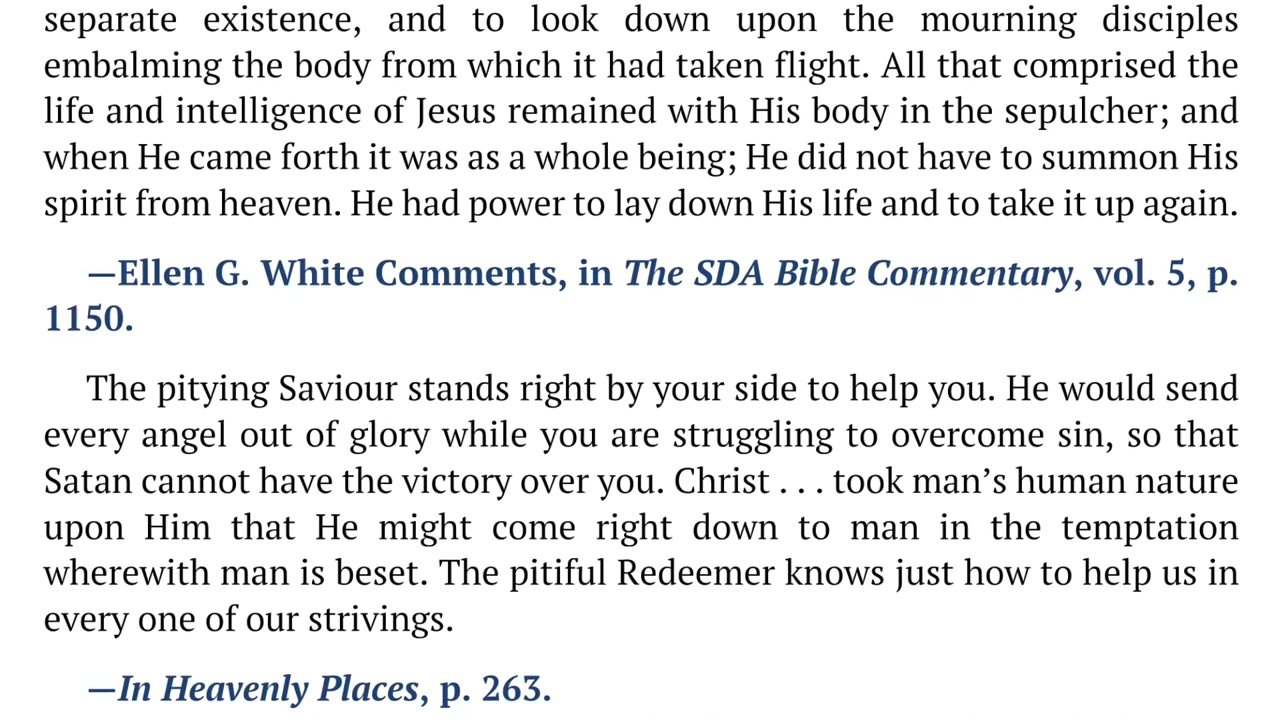 separate existence, and to look down upon the mourning disciples
embalming the body from which it had taken flight. All that comprised the
life and intelligence of Jesus remained with His body in the sepulcher; and
when He came forth it was as a whole being; He did not have to summon His
spirit from heaven. He had power to lay down His life and to take it up again.
—Ellen G. White Comments, in The SDA Bible Commentary, vol. 5, p.
1150.
The pitying Saviour stands right by your side to help you. He would send
every angel out of glory while you are struggling to overcome sin, so that
Satan cannot have the victory over you. Christ . . . took man’s human nature
upon Him that He might come right down to man in the temptation
wherewith man is beset. The pitiful Redeemer knows just how to help us in
every one of our strivings.
—In Heavenly Places, p. 263.